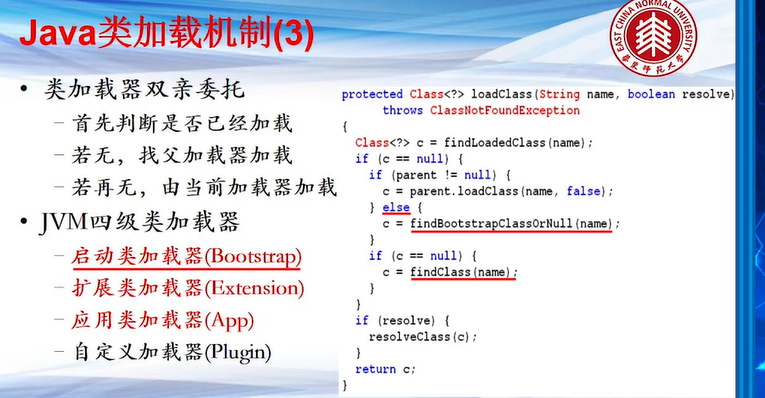 Java类加载机制(3)
EAST CHINA NORMAL UNIVERSITY
华东师范大学
• 类加载器双亲委托
– 首先判断是否已经加载
– 若无，找父加载器加载
– 若再无，由当前加载器加载
• JVM四级类加载器
– 启动类加载器(Bootstrap)
– 扩展类加载器(Extension)
– 应用类加载器(App)
– 自定义加载器(Plugin)
protected Class<?> loadClass(String name, boolean resolve)
throws ClassNotFoundException
{
Class<?> c = findLoadedClass(name);
if (c == null) {
if (parent != null) {
c = parent.loadClass(name, false);
} else {
c = findBootstrapClassOrNull(name);
}
if (c == null) {
c = findClass(name);
}
}
if (resolve) {
resolveClass(c);
}
return c;
}